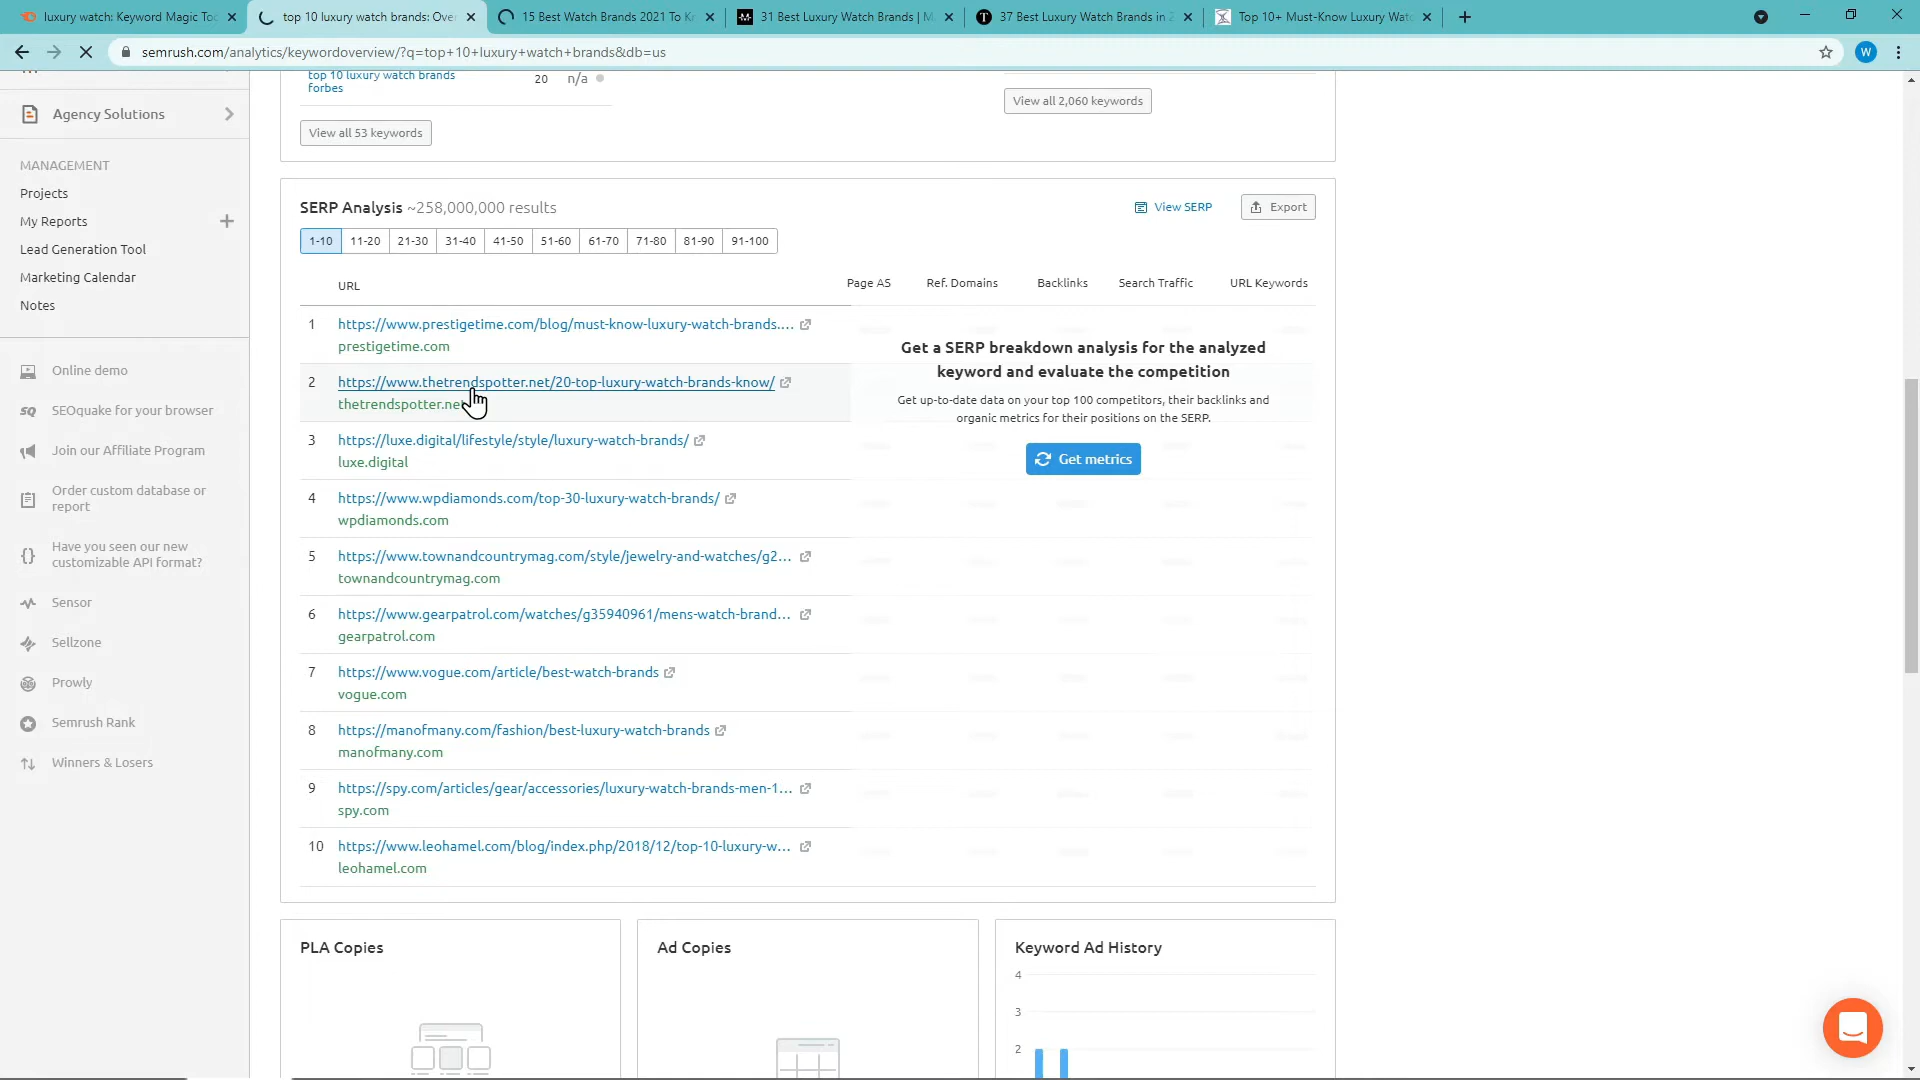 luxury watch: Keyword Magic Too
top 10 luxury watch brands: Over
15 Best Watch Brands 2021 To Kn
31 Best Luxury Watch Brands | M
37 Best Luxury Watch Brands in 2
Top 10+ Must-Know Luxury Watc
semrush.com/analytics/keywordoverview/?q=top+10+luxury+watch+brands&db=us
W
Agency Solutions
MANAGEMENT
Projects
My Reports
Lead Generation Tool
Marketing Calendar
Notes
Online demo
SQ
SEOquake for your browser
Join our Affiliate Program
Order custom database or
report
Have you seen our new
customizable API format?
Sensor
Sellzone
Prowly
Semrush Rank
Winners & Losers
top 10 luxury watch brands
forbes
20
n/a
View all 53 keywords
View all 2,060 keywords
SERP Analysis ~258,000,000 results
View SERP
Export
1-10
11-20
21-30
31-40
41-50
51-60
61-70
71-80
81-90
91-100
URL
Page AS
Ref. Domains
Backlinks
Search Traffic
URL Keywords
1
https://www.prestigetime.com/blog/must-know-luxury-watch-brands....
prestigetime.com
2
https://www.thetrendspotter.net/20-top-luxury-watch-brands-know/
thetrendspotter.net
3
https://luxe.digital/lifestyle/style/luxury-watch-brands/
luxe.digital
4
https://www.wpdiamonds.com/top-30-luxury-watch-brands/
wpdiamonds.com
5
https://www.townandcountrymag.com/style/jewelry-and-watches/g2...
townandcountrymag.com
6
https://www.gearpatrol.com/watches/g35940961/mens-watch-brand...
gearpatrol.com
7
https://www.vogue.com/article/best-watch-brands
vogue.com
8
https://manofmany.com/fashion/best-luxury-watch-brands
manofmany.com
9
https://spy.com/articles/gear/accessories/luxury-watch-brands-men-1...
spy.com
10
https://www.leohamel.com/blog/index.php/2018/12/top-10-luxury-w...
leohamel.com
Get a SERP breakdown analysis for the analyzed
keyword and evaluate the competition
Get up-to-date data on your top 100 competitors, their backlinks and
organic metrics for their positions on the SERP.
Get metrics
PLA Copies
Ad Copies
Keyword Ad History
4
3
2